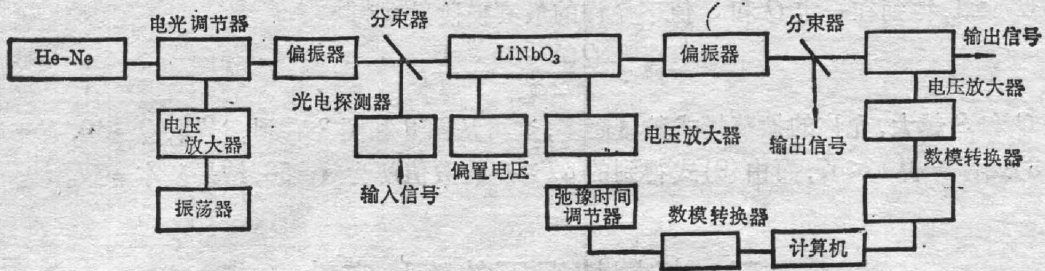 电光调节器
分束器
分束器
He-Ne
偏振器
LiNbO₃
偏振器
输出信号
光电探测器
电压放大器
电压
放大器
电压放大器
偏置电压
输出信号
数模转换器
输入信号
振荡器
弛豫时间
调节器
数模转换器
计算机